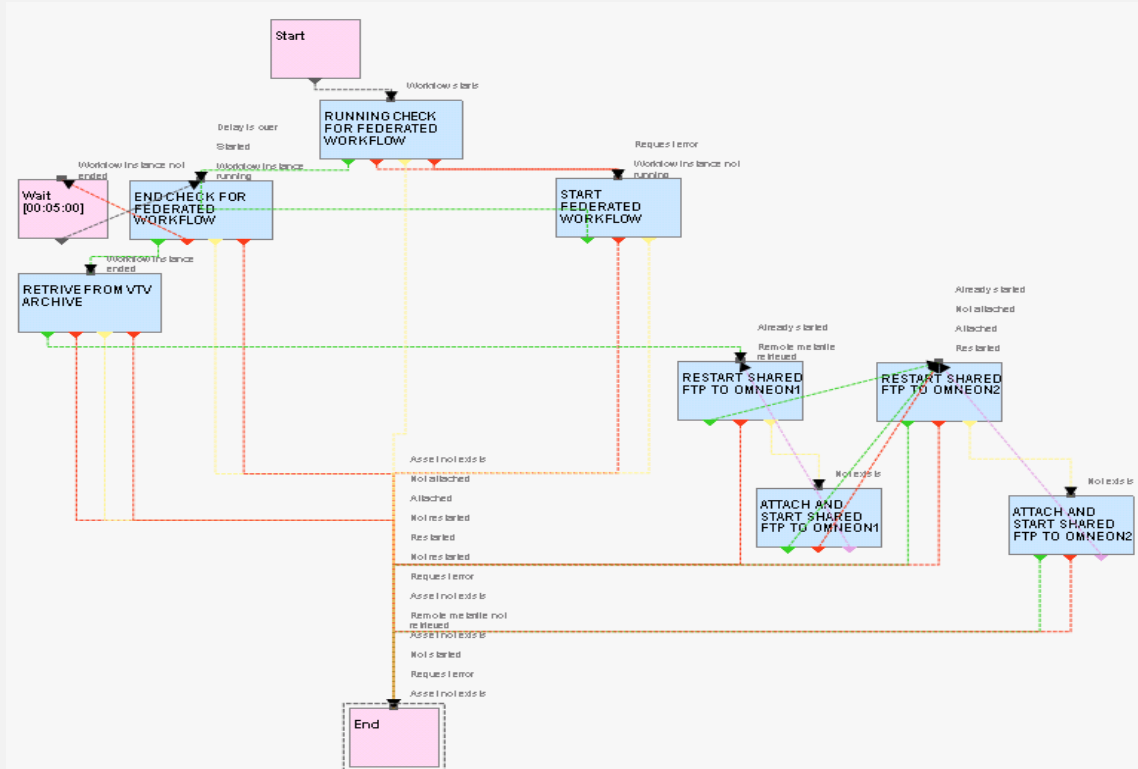 Start
Workflow starts
RUNNING CHECK
FOR FEDERATED
WORKFLOW
Delay is over
Started
Workflow instance
running
Request error
Workflow instance not
running
Workflow instance not
ended
Wait
[00:05:00]
END CHECK FOR
FEDERATED
WORKFLOW
START
FEDERATED
WORKFLOW
Workflow instance
ended
RETRIVE FROM VTV
ARCHIVE
Already started
Remote metafile
retrieved
Already started
Not attached
Attached
Restarted
RESTART SHARED
FTP TO OMNEON1
RESTART SHARED
FTP TO OMNEON2
Not exists
ATTACH AND
START SHARED
FTP TO OMNEON1
Not exists
ATTACH AND
START SHARED
FTP TO OMNEON2
Asset not exists
Not attached
Attached
Not restarted
Restarted
Not restarted
Request error
Asset not exists
Remote metafile not
retrieved
Asset not exists
Not started
Request error
Asset not exists
End